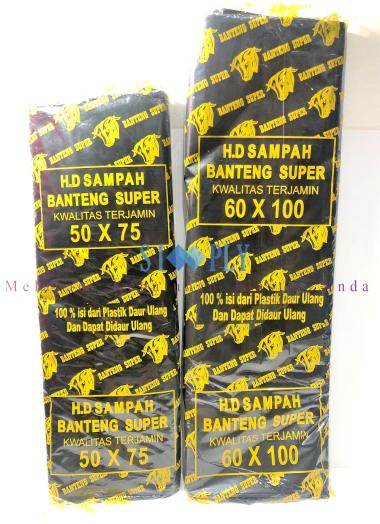 BANTENG SUPER
H.D SAMPAH
BANTENG SUPER
KWALITAS TERJAMIN
50 X 75
100 % isi dari Plastik Daur Ulang
Dan Dapat Didaur Ulang
H.D SAMPAH
BANTENG SUPER
KWALITAS TERJAMIN
50 X 75
BANTENG SUPER
H.D SAMPAH
BANTENG SUPER
KWALITAS TERJAMIN
60 X 100
100 % isi dari Plastik Daur Ulang
Dan Dapat Didaur Ulang
H.D SAMPAH
BANTENG SUPER
KWALITAS TERJAMIN
60 X 100